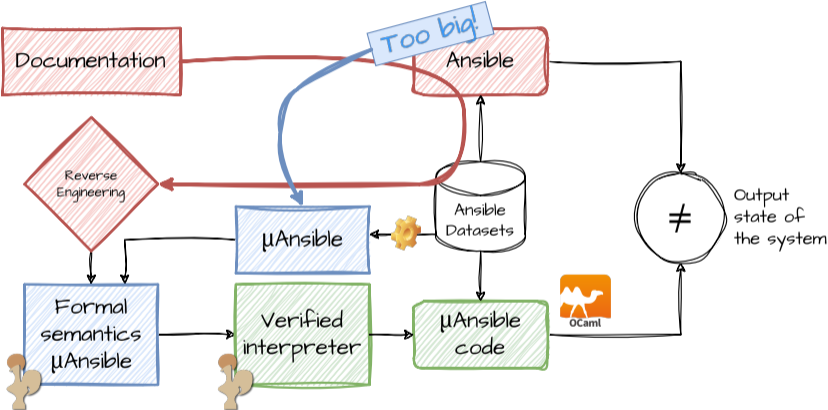 Too big!
Documentation
Ansible
Reverse
Engineering
Ansible
Datasets
≠
Output
state of
the system
µAnsible
Formal
semantics
µAnsible
Verified
interpreter
µAnsible
code
OCaml